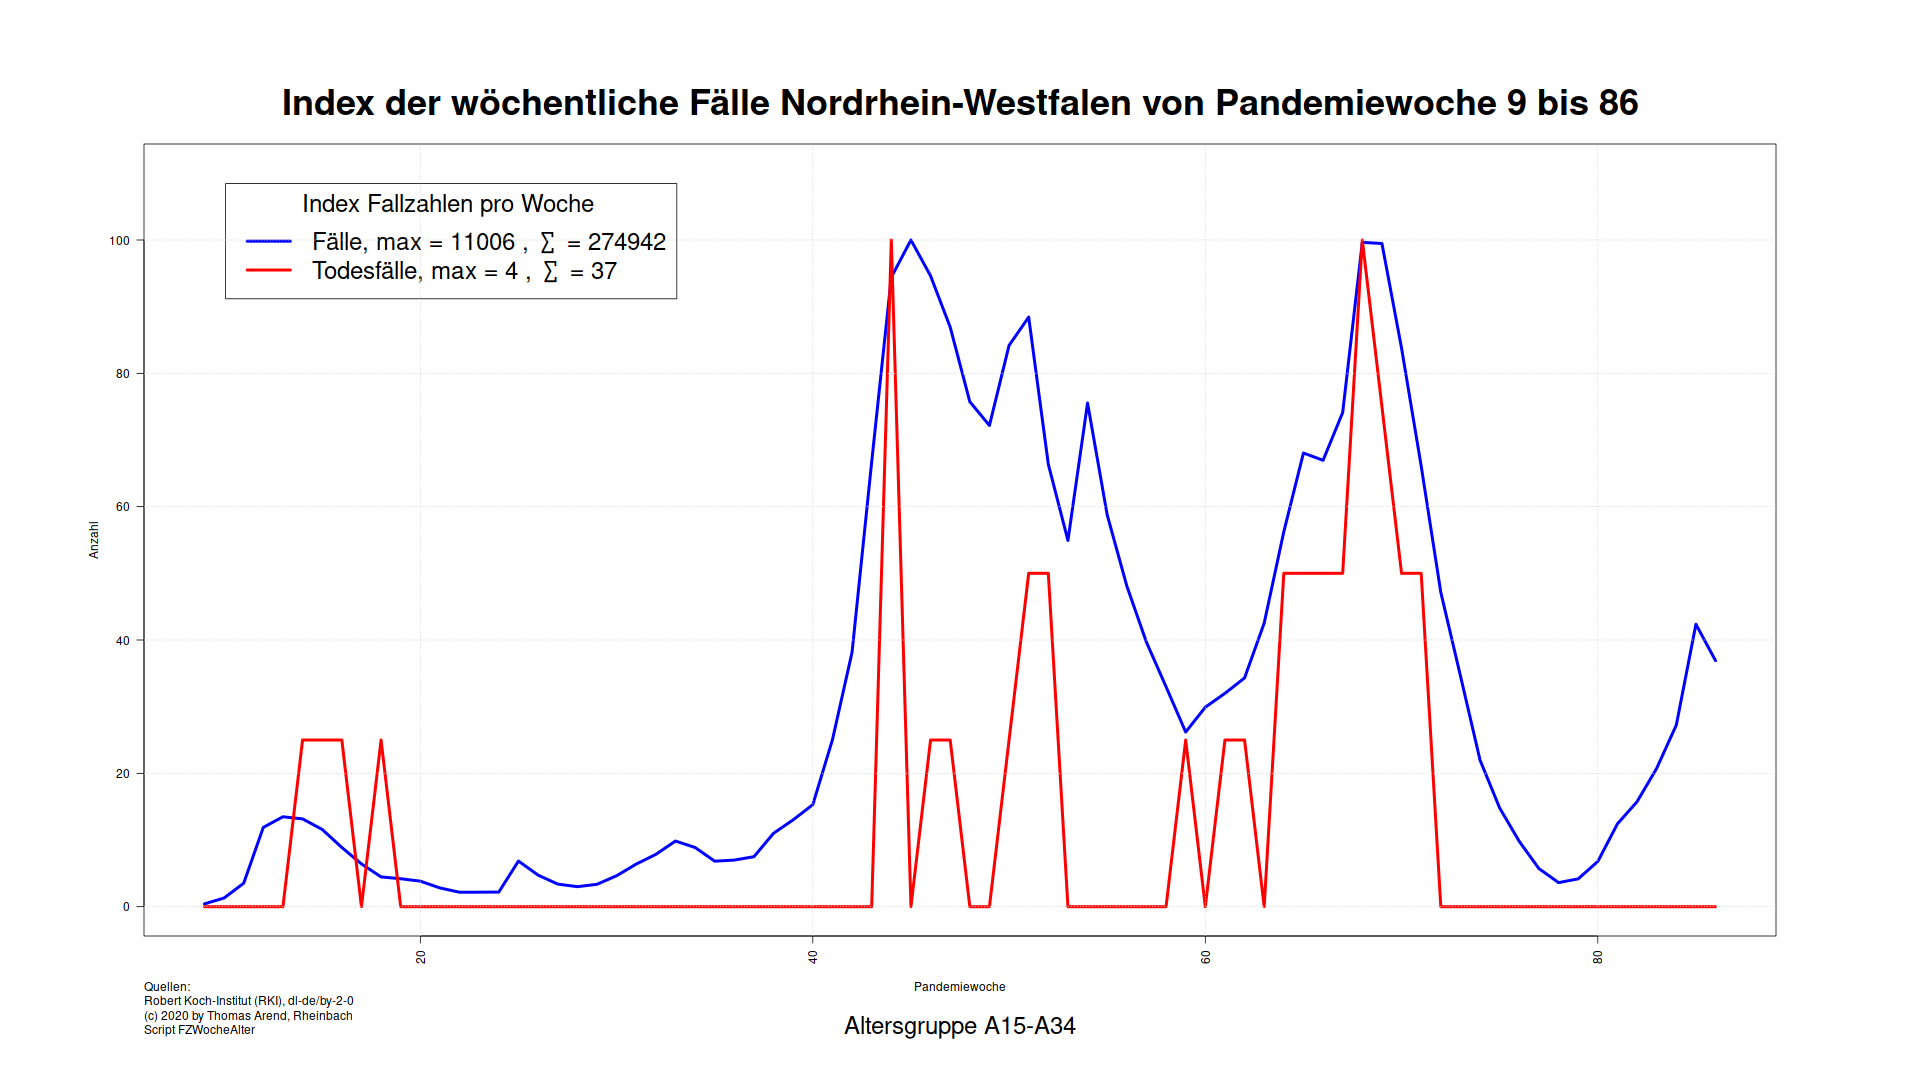 Index der wöchentliche Fälle Nordrhein-Westfalen von Pandemiewoche 9 bis 86
Index Fallzahlen pro Woche
Fälle, max = 11006 , ∑ = 274942
Todesfälle, max = 4 , ∑ = 37
100
80
60
40
20
0
Anzahl
20
40
60
80
Pandemiewoche
Quellen:
Robert Koch-Institut (RKI), dl-de/by-2-0
(c) 2020 by Thomas Arend, Rheinbach
Script FZWocheAlter
Altersgruppe A15-A34